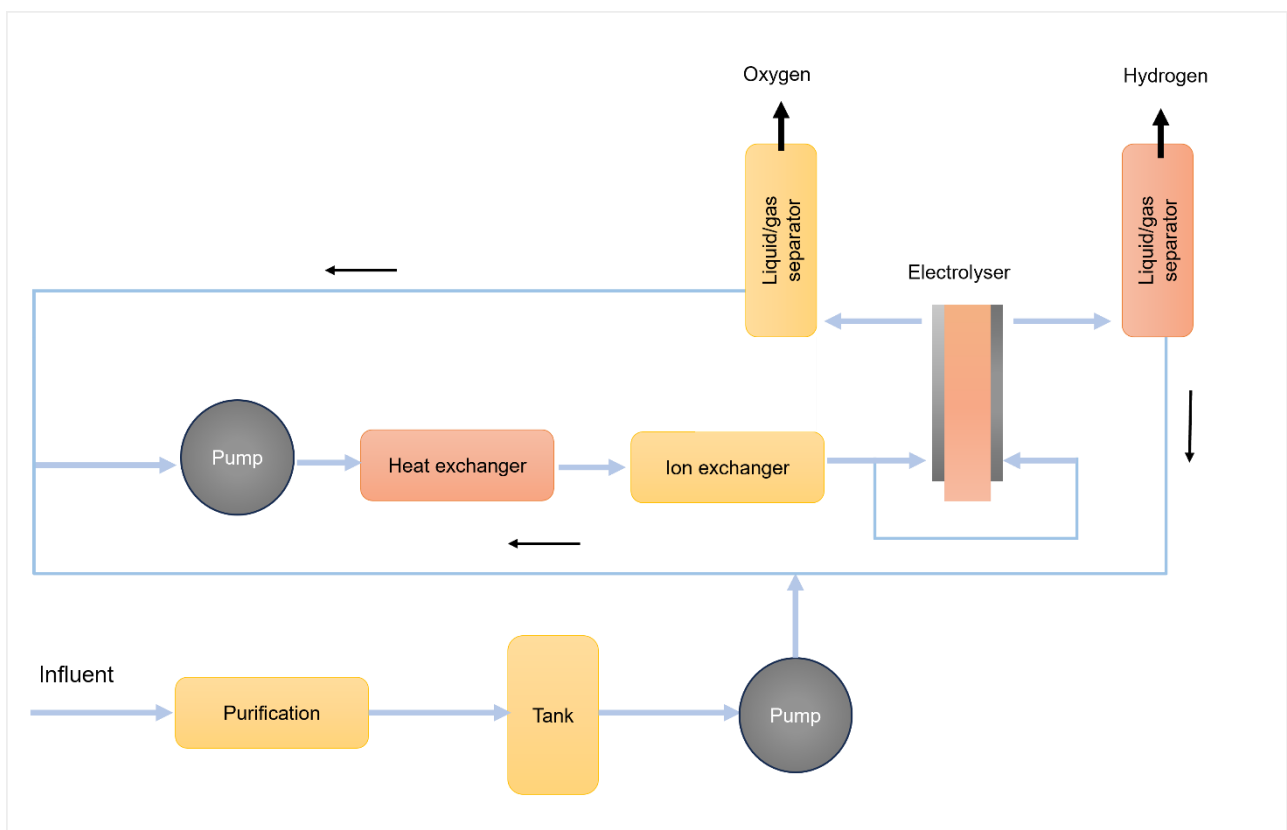 Oxygen
Hydrogen
Liquid/gas
separator
Liquid/gas
separator
Electrolyser
Pump
Heat exchanger
Ion exchanger
Influent
Purification
Tank
Pump